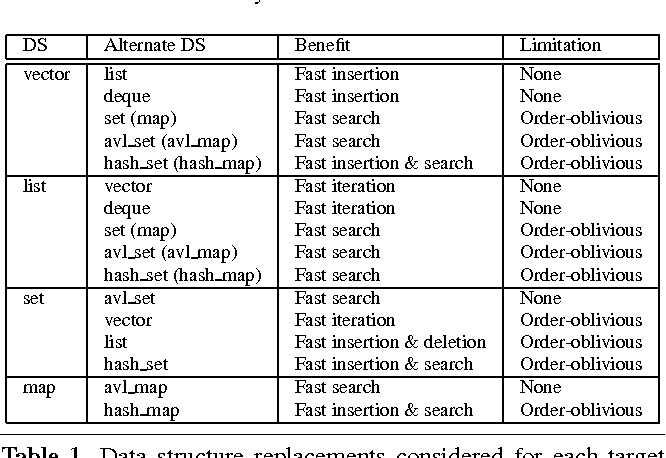 DS Alternate DS Benefit Limitation
vector list Fast insertion None
deque Fast insertion None
set (map) Fast search Order-oblivious
avl_set (avl_map) Fast search Order-oblivious
hash_set (hash_map) Fast insertion & search Order-oblivious
list vector Fast iteration None
deque Fast iteration None
set (map) Fast search Order-oblivious
avl_set (avl_map) Fast search Order-oblivious
hash_set (hash_map) Fast search Order-oblivious
set avl_set Fast search None
vector Fast iteration Order-oblivious
list Fast insertion & deletion Order-oblivious
hash_set Fast insertion & search Order-oblivious
map avl_map Fast search None
hash_map Fast insertion & search Order-oblivious
Table 1. Data structure replacements considered for each target